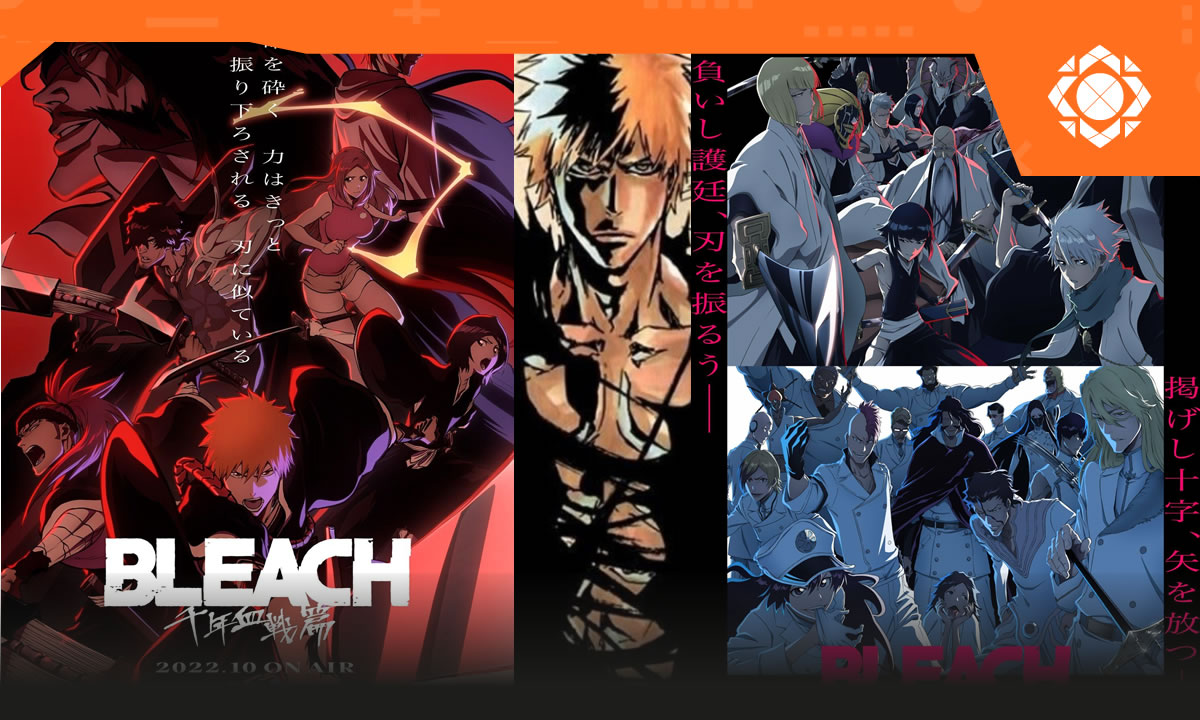 を砕く 力はきっと
振り下ろされる 刃に似ている
BLEACH
千年血戦篇
2022.10 ON AIR
負いし護廷、刃を振るう――
掲げし十字、矢を放つ―
BLEACH